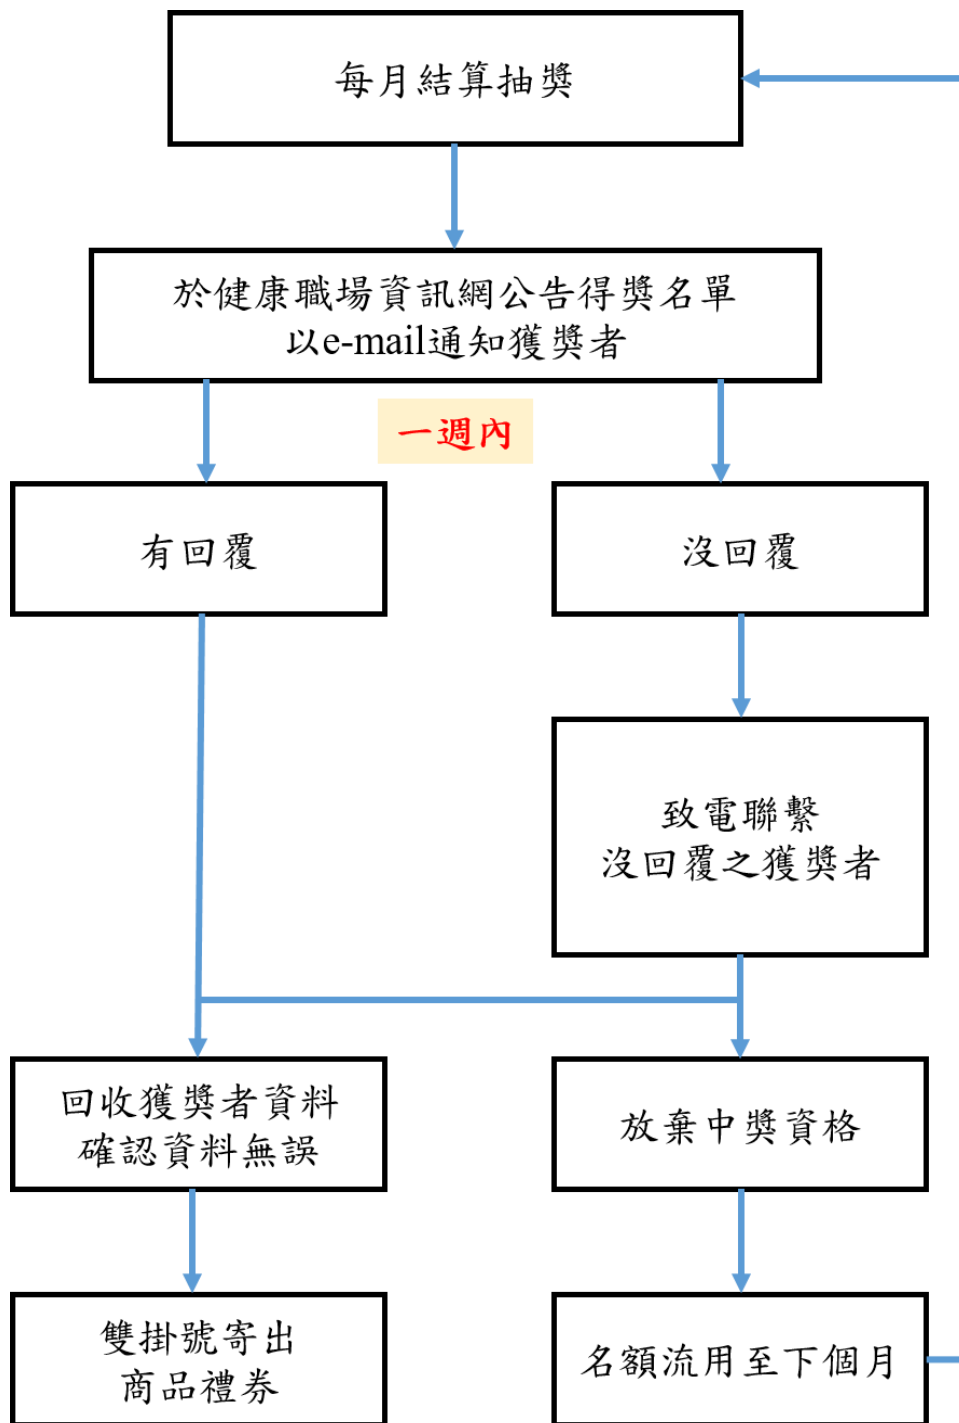 每月結算抽獎
於健康職場資訊網公告得獎名單
以e-mail通知獲獎者
一週內
有回覆
沒回覆
致電聯繫
沒回覆之獲獎者
回收獲獎者資料
確認資料無誤
放棄中獎資格
雙掛號寄出
商品禮券
名額流用至下個月